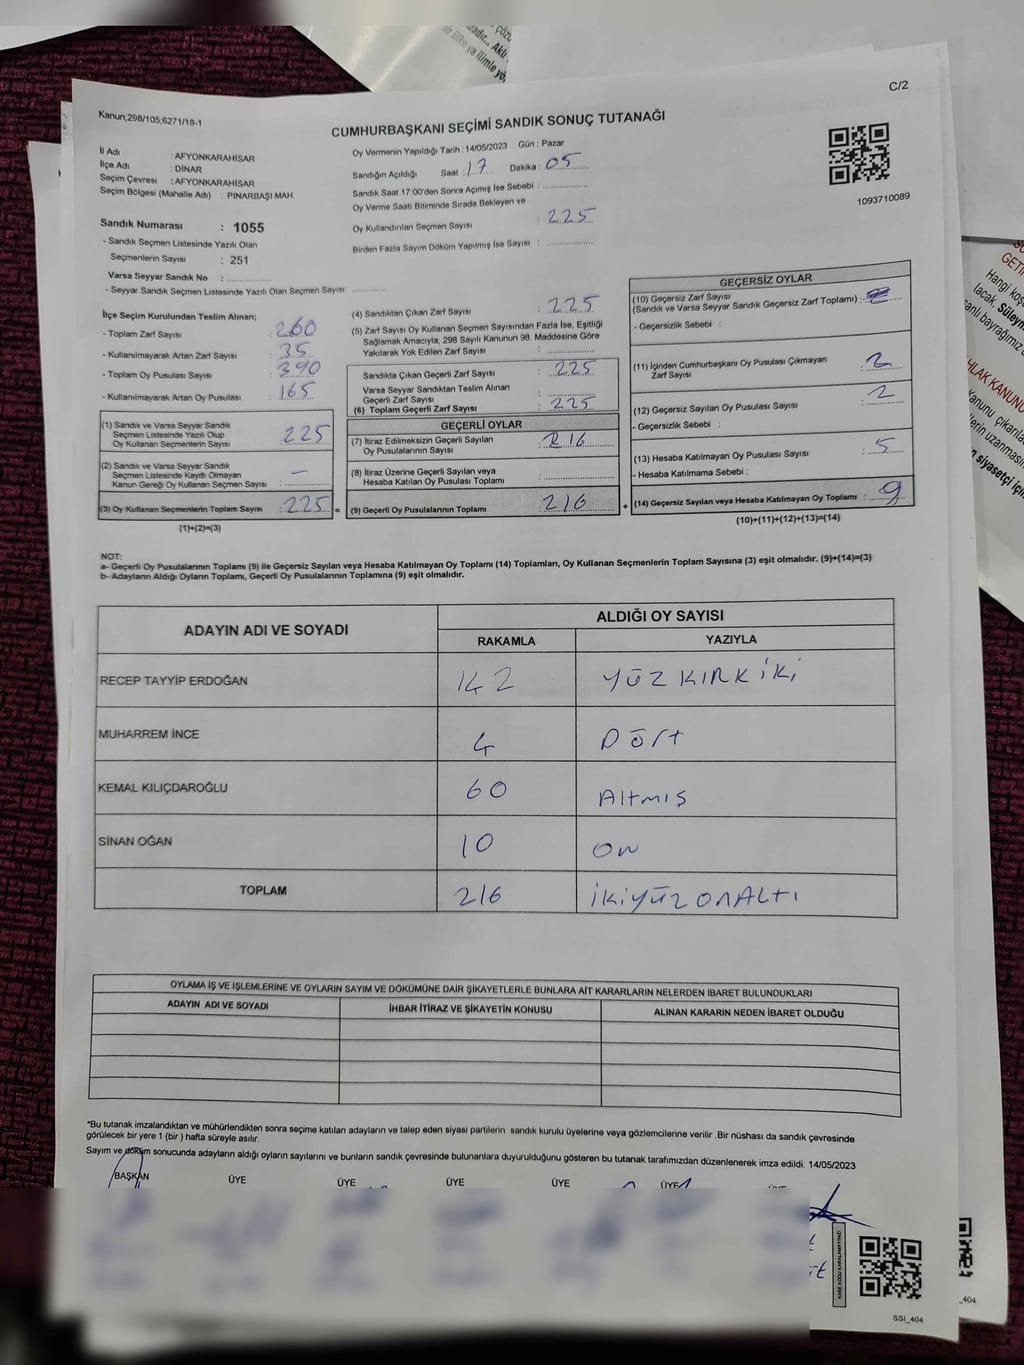 C/2
Kanun;298/105;6271/18-1
CUMHURBAŞKANI SEÇİMİ SANDIK SONUÇ TUTANAĞI
İl Adı : AFYONKARAHİSAR
İlçe Adı : DİNAR
Seçim Çevresi : AFYONKARAHİSAR
Seçim Bölgesi (Mahalle Adı) : PINARBAŞI MAH.
Oy Vermenin Yapıldığı Tarih : 14/05/2023 Gün : Pazar
Sandığın Açıldığı Saat : 17 Dakika : 05
Sandık Saat 17:00'den Sonra Açımış İse Sebebi :
Oy Verme Saati Bitiminde Sırada Bekleyen ve
Oy Kullandırılan Seçmen Sayısı : 225
Birden Fazla Sayım Döküm Yapılmış İse Sayısı :
1093710089
Sandık Numarası : 1055
- Sandık Seçmen Listesinde Yazılı Olan
Seçmenlerin Sayısı : 251
Varsa Seyyar Sandık No :
- Seyyar Sandık Seçmen Listesinde Yazılı Olan Seçmen Sayısı:
İlçe Seçim Kurulundan Teslim Alınan;
- Toplam Zarf Sayısı : 260
- Kullanılmayarak Artan Zarf Sayısı : 35
- Toplam Oy Pusulası Sayısı : 390
- Kullanılmayarak Artan Oy Pusulası : 165
(1) Sandık ve Varsa Seyyar Sandık
Seçmen Listesinde Yazılı Olup
Oy Kullanan Seçmenlerin Sayısı : 225
(2) Sandık ve Varsa Seyyar Sandık
Seçmen Listesinde Kayıtlı Olmayan
Kanun Gereği Oy Kullanan Seçmen Sayısı : —
(3) Oy Kullanan Seçmenlerin Toplam Sayısı : 225 =
(1)+(2)=(3)
(4) Sandıktan Çıkan Zarf Sayısı : 225
(5) Zarf Sayısı Oy Kullanan Seçmen Sayısından Fazla İse, Eşitliği
Sağlamak Amacıyla, 298 Sayılı Kanunun 98. Maddesine Göre
Yakılarak Yok Edilen Zarf Sayısı :
Sandıkta Çıkan Geçerli Zarf Sayısı : 225
Varsa Seyyar Sandıktan Teslim Alınan
Geçerli Zarf Sayısı :
(6) Toplam Geçerli Zarf Sayısı : 225
GEÇERLİ OYLAR
(7) İtiraz Edilmeksizin Geçerli Sayılan
Oy Pusulalarının Sayısı : 216
(8) İtiraz Üzerine Geçerli Sayılan veya
Hesaba Katılan Oy Pusulası Toplamı :
(9) Geçerli Oy Pusulalarının Toplamı : 216 +
GEÇERSİZ OYLAR
(10) Geçersiz Zarf Sayısı
(Sandık ve Varsa Seyyar Sandık Geçersiz Zarf Toplamı) :
- Geçersizlik Sebebi :
(11) İçinden Cumhurbaşkanı Oy Pusulası Çıkmayan
Zarf Sayısı : 2
(12) Geçersiz Sayılan Oy Pusulası Sayısı : 2
- Geçersizlik Sebebi :
(13) Hesaba Katılmayan Oy Pusulası Sayısı : 5
- Hesaba Katılmama Sebebi :
(14) Geçersiz Sayılan veya Hesaba Katılmayan Oy Toplamı : 9
(10)+(11)+(12)+(13)=(14)
NOT:
a- Geçerli Oy Pusulalarının Toplamı (9) ile Geçersiz Sayılan veya Hesaba Katılmayan Oy Toplamı (14) Toplamları, Oy Kullanan Seçmenlerin Toplam Sayısına (3) eşit olmalıdır. (9)+(14)=(3)
b- Adayların Aldığı Oyların Toplamı, Geçerli Oy Pusulalarının Toplamına (9) eşit olmalıdır.
ADAYIN ADI VE SOYADI ALDIĞI OY SAYISI
RAKAMLA YAZIYLA
RECEP TAYYİP ERDOĞAN 142 YÜZ KIRK İKİ
MUHARREM İNCE 4 Dört
KEMAL KILIÇDAROĞLU 60 Altmış
SİNAN OĞAN 10 on
TOPLAM 216 İKİYÜZ ONALTI
OYLAMA İŞ VE İŞLEMLERİNE VE OYLARIN SAYIM VE DÖKÜMÜNE DAİR ŞİKAYETLERLE BUNLARA AİT KARARLARIN NELERDEN İBARET BULUNDUKLARI
ADAYIN ADI VE SOYADI İHBAR İTİRAZ VE ŞİKAYETİN KONUSU ALINAN KARARIN NEDEN İBARET OLDUĞU
*Bu tutanak imzalandıktan ve mühürlendikten sonra seçime katılan adayların ve talep eden siyasi partilerin sandık kurulu üyelerine veya gözlemcilerine verilir .Bir nüshası da sandık çevresinde
görülecek bir yere 1 (bir ) hafta süreyle asılır.
Sayım ve döküm sonucunda adayların aldığı oyların sayılarını ve bunların sandık çevresinde bulunanlara duyurulduğunu gösteren bu tutanak tarafımızdan düzenlenerek imza edildi. 14/05/2023
BAŞKAN ÜYE ÜYE ÜYE ÜYE ÜYE
KARE KODU KARALAMAYINIZ!
SSI_404
_404